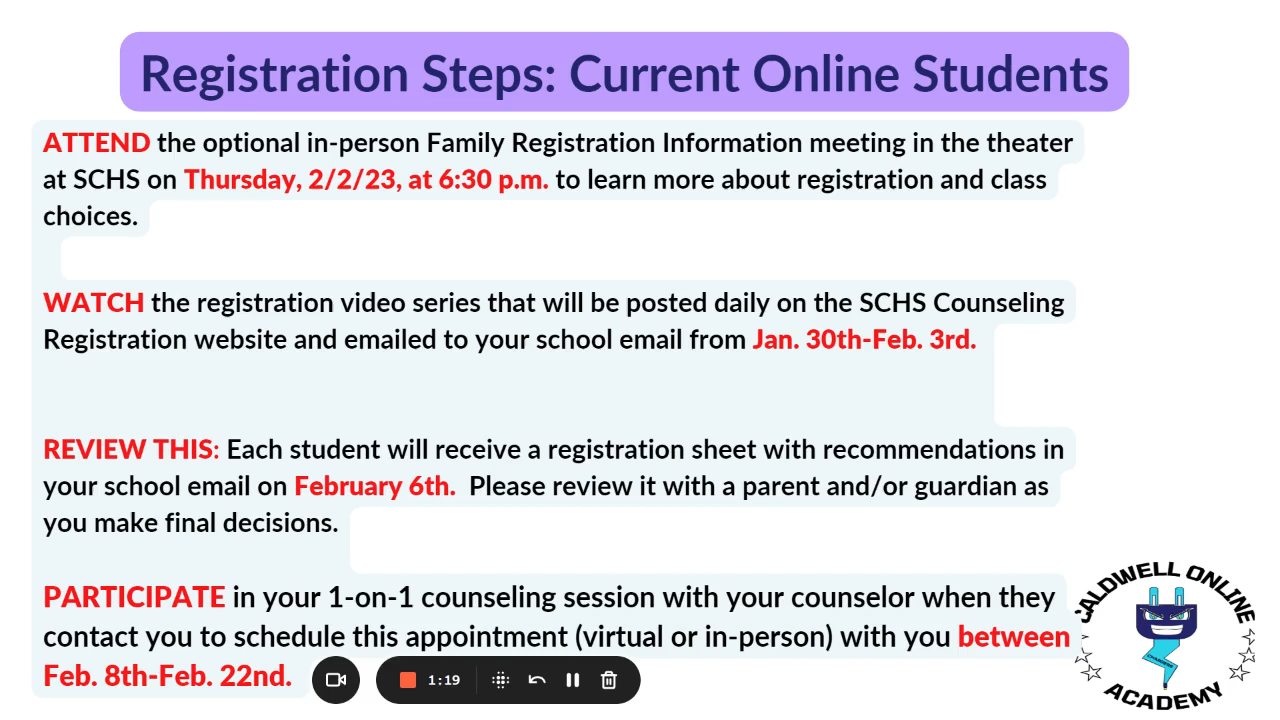 Registration Steps: Current Online Students
ATTEND the optional in-person Family Registration Information meeting in the theater
at SCHS on Thursday, 2/2/23, at 6:30 p.m. to learn more about registration and class
choices.
WATCH the registration video series that will be posted daily on the SCHS Counseling
Registration website and emailed to your school email from Jan. 30th-Feb. 3rd.
REVIEW THIS: Each student will receive a registration sheet with recommendations in
your school email on February 6th. Please review it with a parent and/or guardian as
you make final decisions.
PARTICIPATE in your 1-on-1 counseling session with your counselor when they
contact you to schedule this appointment (virtual or in-person) with you between
Feb. 8th-Feb. 22nd.
1:19
CALDWELL ONLINE
CHARGERS
ACADEMY